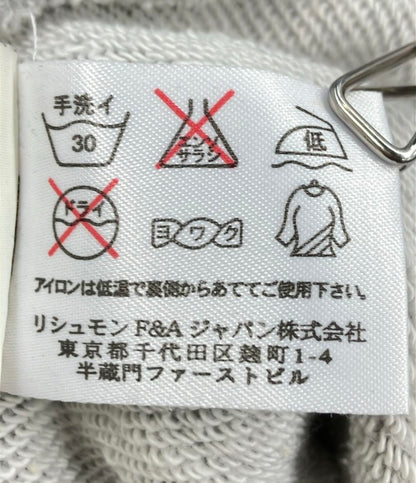 手洗イ
30
エンソ
サラシ
低
ドライ
ヨワク
アイロンは低温で裏側からあててご使用下さい。
リシュモン F&A ジャパン株式会社
東京都千代田区麹町1-4
半蔵門ファーストビル